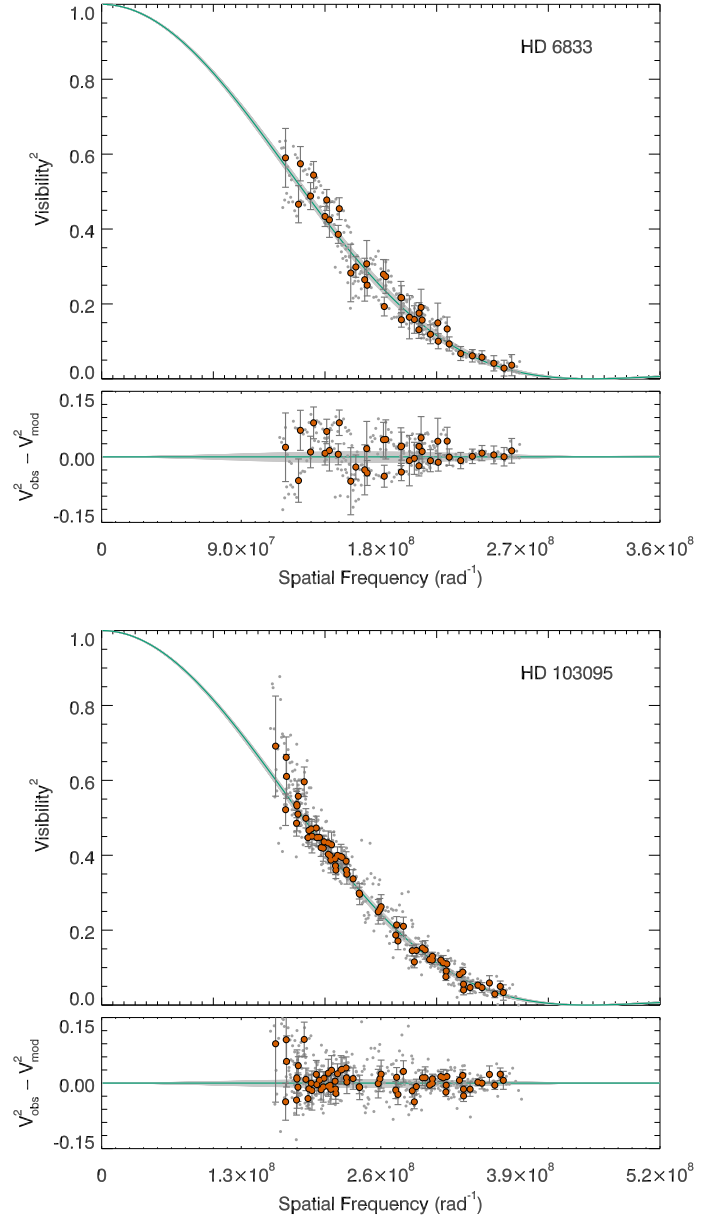 1.0
HD 6833
0.8
0.6
Visibility²
0.4
0.2
0.0
0.15
0.00
V²obs − V²mod
-0.15
0 9.0×10⁷ 1.8×10⁸ 2.7×10⁸ 3.6×10⁸
Spatial Frequency (rad⁻¹)
1.0
HD 103095
0.8
0.6
Visibility²
0.4
0.2
0.0
0.15
0.00
V²obs − V²mod
-0.15
0 1.3×10⁸ 2.6×10⁸ 3.9×10⁸ 5.2×10⁸
Spatial Frequency (rad⁻¹)